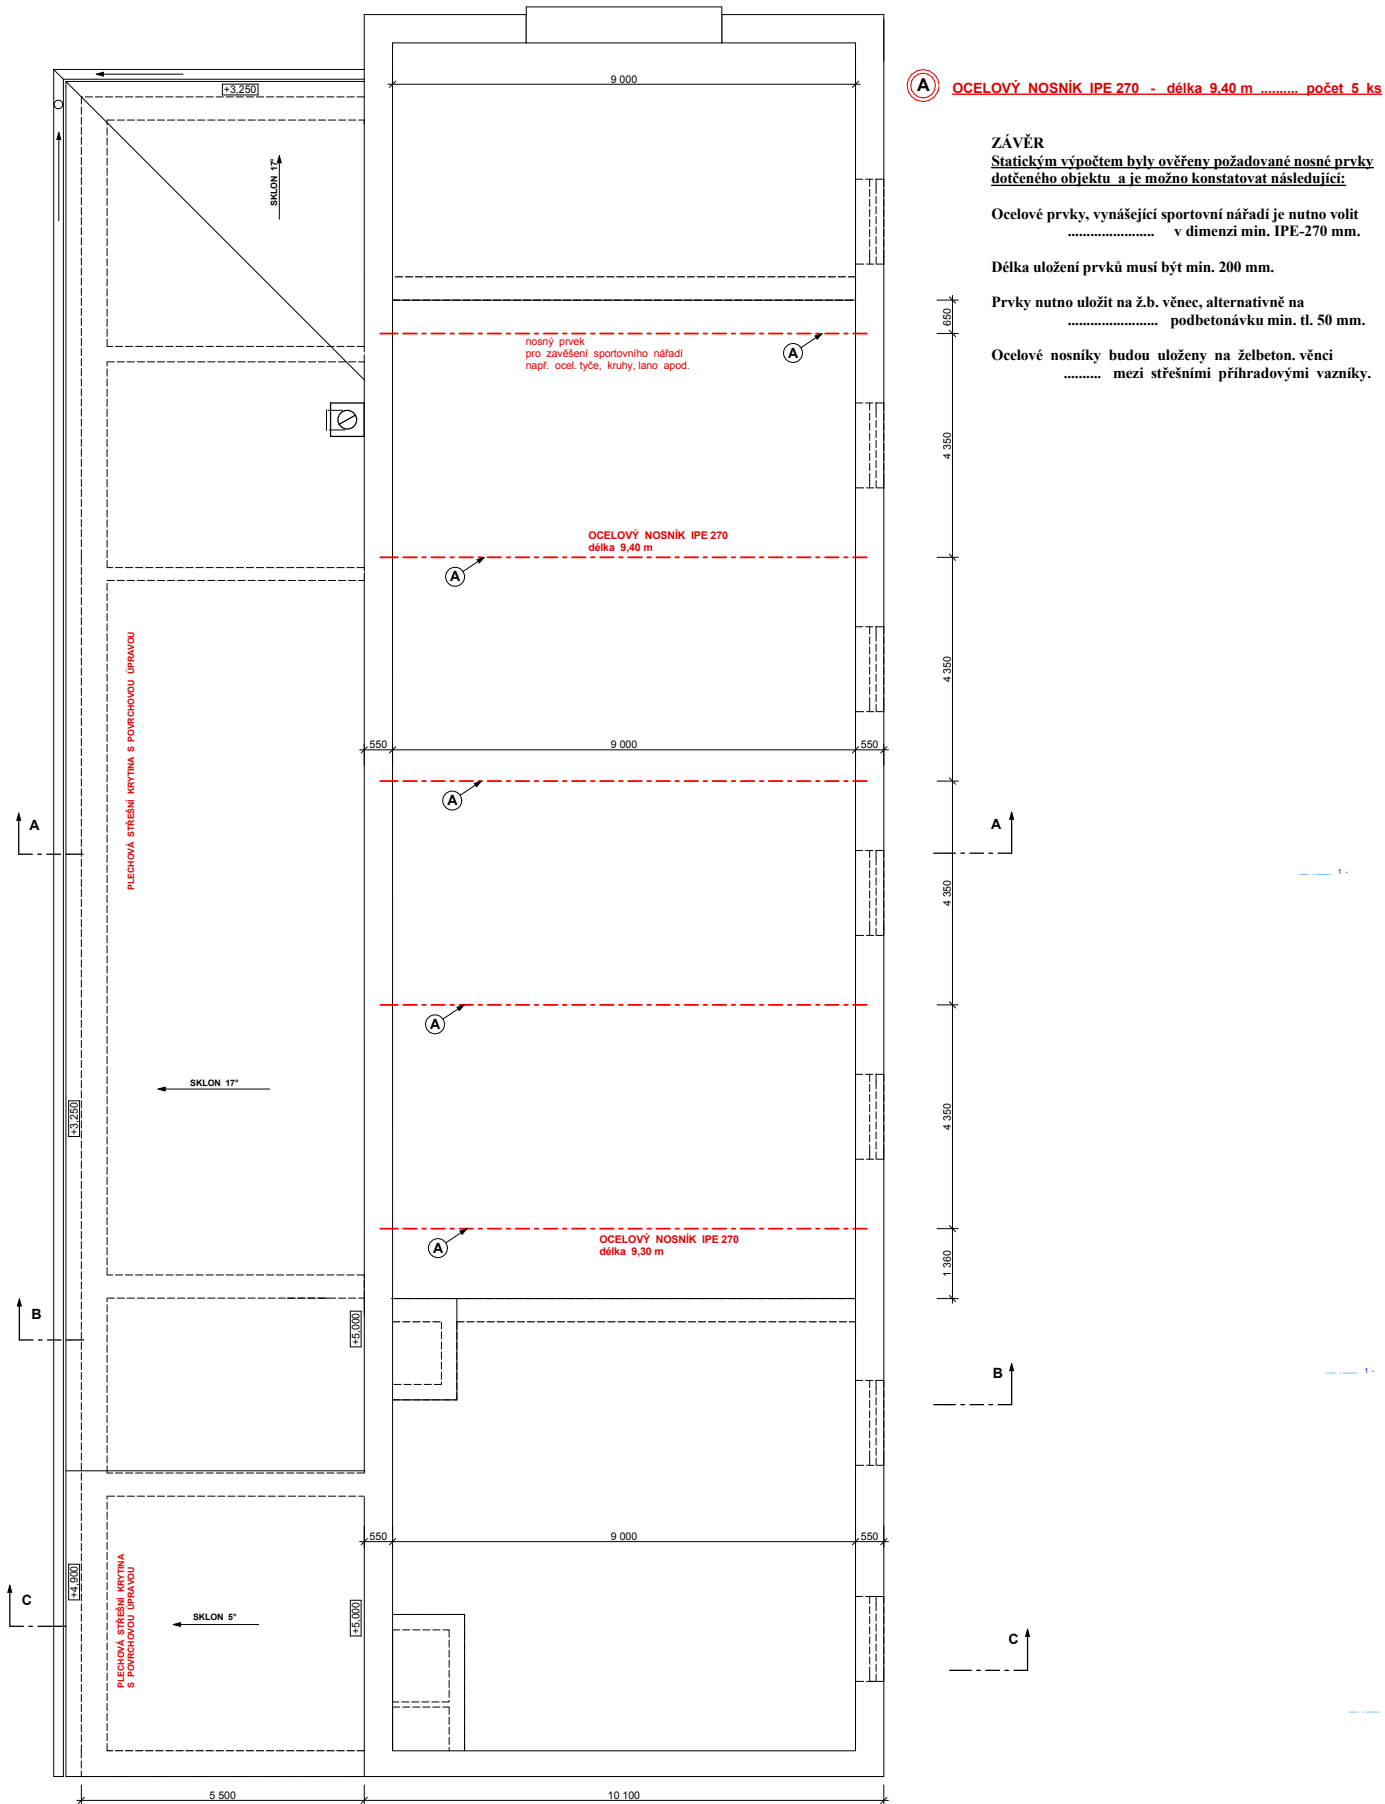 9 000
+3,250
A OCELOVÝ NOSNÍK IPE 270 - délka 9,40 m .......... počet 5 ks
ZÁVĚR
Statickým výpočtem byly ověřeny požadované nosné prvky
dotčeného objektu a je možno konstatovat následující:
Ocelové prvky, vynášející sportovní nářadí je nutno volit
....................... v dimenzi min. IPE-270 mm.
Délka uložení prvků musí být min. 200 mm.
Prvky nutno uložit na ž.b. věnec, alternativně na
........................ podbetonávku min. tl. 50 mm.
Ocelové nosníky budou uloženy na želbeton. věnci
.......... mezi střešními příhradovými vazníky.
SKLON 17°
650
nosný prvek
pro zavěšení sportovního nářadí
např. ocel. tyče, kruhy, lano apod.
A
4 350
OCELOVÝ NOSNÍK IPE 270
délka 9,40 m
A
PLECHOVÁ STŘEŠNÍ KRYTINA S POVRCHOVOU ÚPRAVOU
4 350
550
9 000
550
A
A
A
4 350
1 -
A
4 350
SKLON 17°
+3,250
4 350
A
OCELOVÝ NOSNÍK IPE 270
délka 9,30 m
1 360
B
+5,000
B
1 -
550
9 000
550
PLECHOVÁ STŘEŠNÍ KRYTINA
S POVRCHOVOU ÚPRAVOU
+4,900
C
SKLON 5°
+5,000
C
5 500
10 100